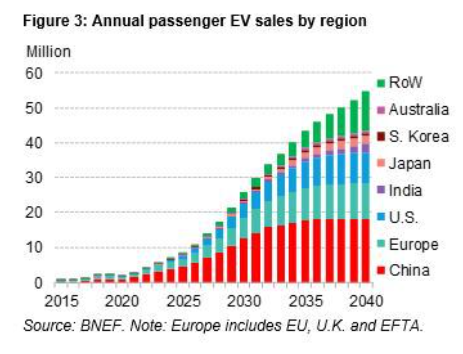 Figure 3: Annual passenger EV sales by region
Million
60
50
40
30
20
10
0
2015 2020 2025 2030 2035 2040
RoW
Australia
S. Korea
Japan
India
U.S.
Europe
China
Source: BNEF. Note: Europe includes EU, U.K. and EFTA.